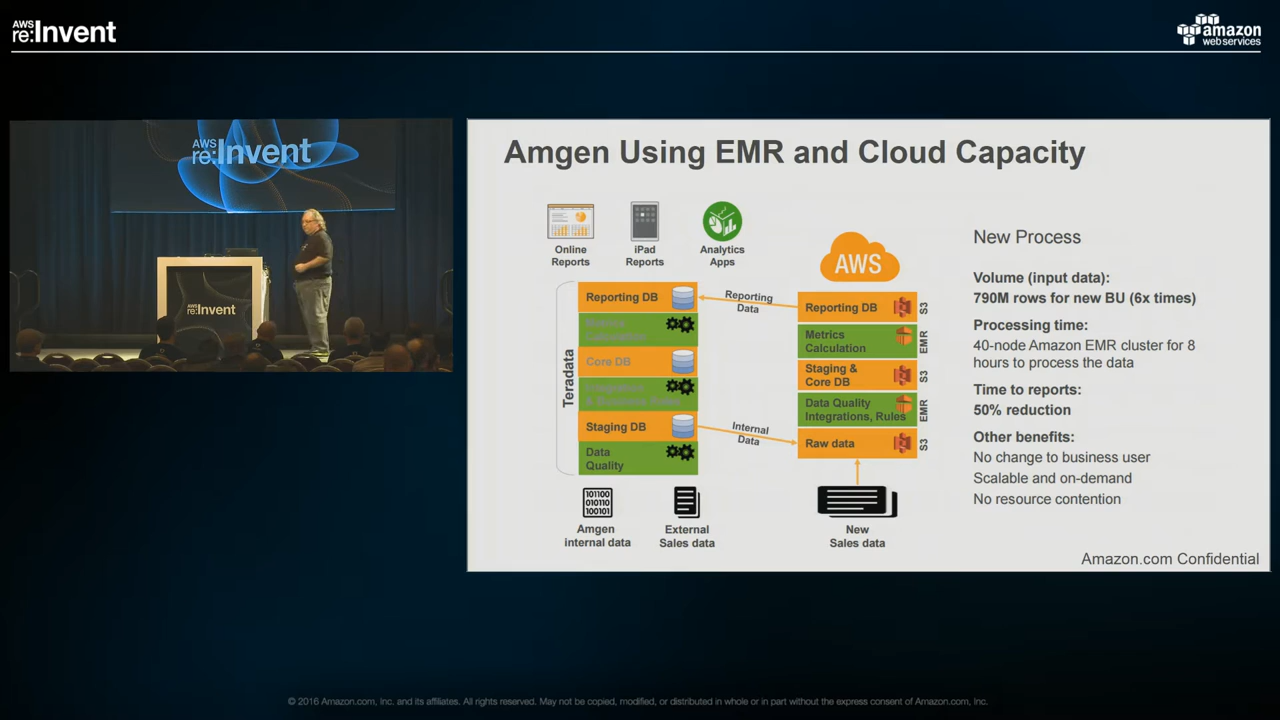 AWS
re:Invent
amazon
web services
AWS
re:Invent
re:Invent
Amgen Using EMR and Cloud Capacity
Online
Reports
iPad
Reports
Analytics
Apps
Teradata
Reporting DB
Metrics
Calculation
Core DB
Integration
Staging DB
Data
Quality
Reporting
Data
Internal
Data
AWS
Reporting DB
S3
Metrics
Calculation
EMR
Staging &
Core DB
S3
Data Quality
Integrations, Rules
EMR
Raw data
S3
101100
010110
100101
Amgen
internal data
External
Sales data
New
Sales data
New Process
Volume (input data):
790M rows for new BU (6x times)
Processing time:
40-node Amazon EMR cluster for 8
hours to process the data
Time to reports:
50% reduction
Other benefits:
No change to business user
Scalable and on-demand
No resource contention
Amazon.com Confidential
© 2016 Amazon.com, Inc. and its affiliates. All rights reserved. May not be copied, modified, or distributed in whole or in part without the express consent of Amazon.com, Inc.